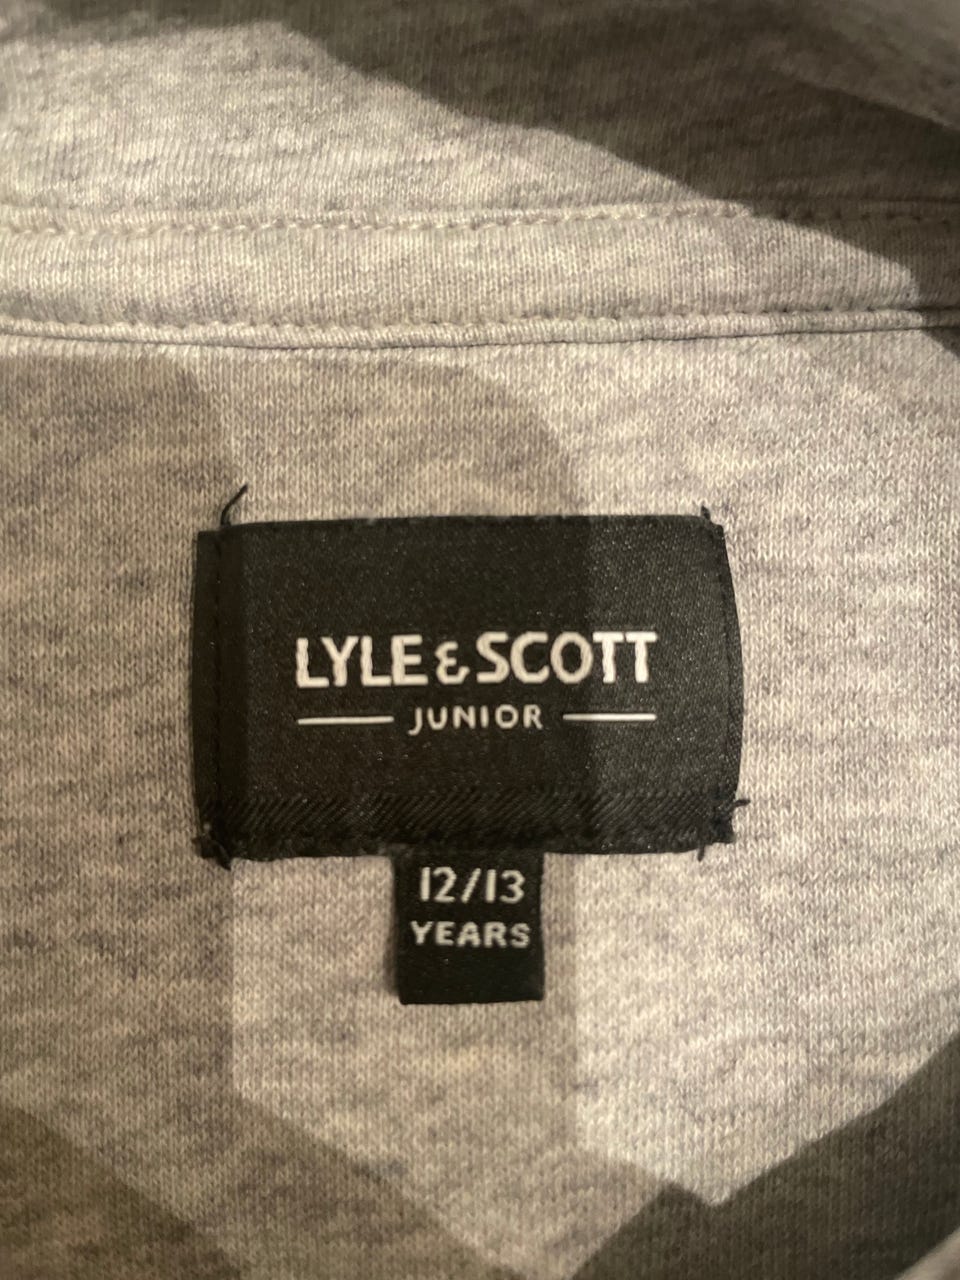 LYLE & SCOTT
JUNIOR
12/13
YEARS